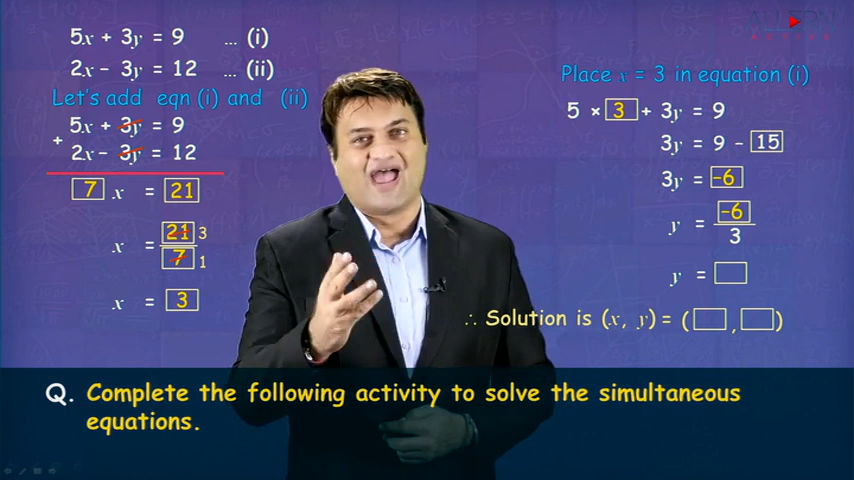 5x + 3y = 9 ... (i)
2x - 3y = 12 ... (ii)
Let's add eqn (i) and (ii)
5x + 3y = 9
+
2x - 3y = 12
7 x = 21
x = 21/7 3 1
x = 3
Place x = 3 in equation (i)
5 × 3 + 3y = 9
3y = 9 - 15
3y = -6
y = -6/3
y =
∴ Solution is (x, y) = ( , )
Q. Complete the following activity to solve the simultaneous
equations.